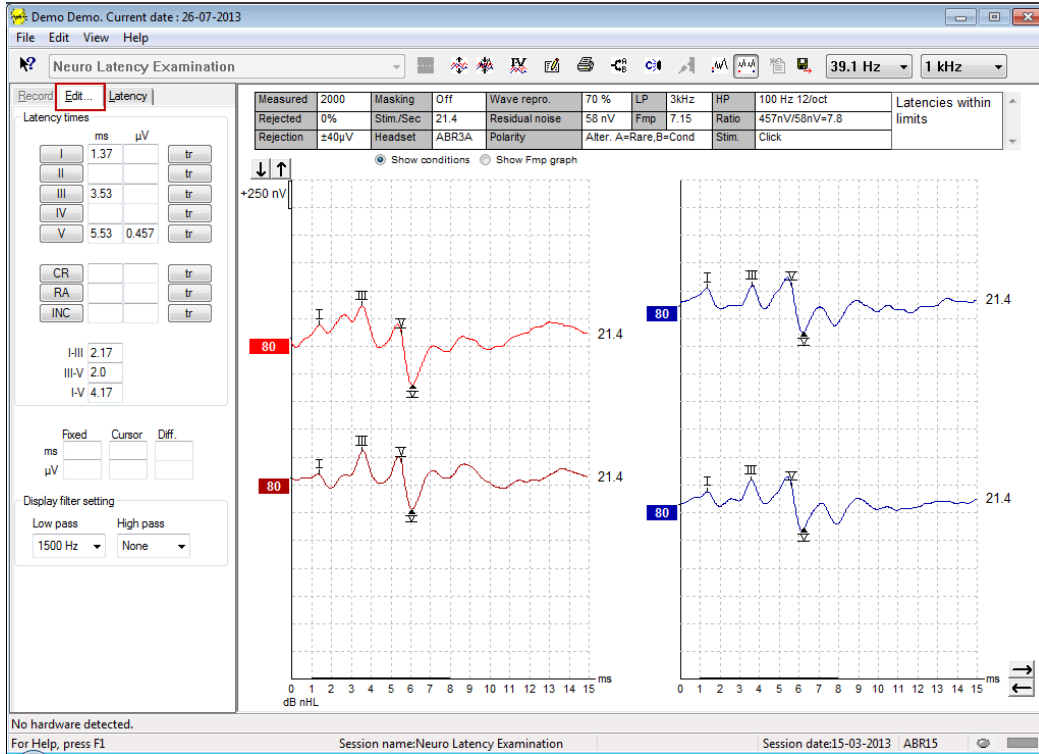 Demo Demo. Current date : 26-07-2013
File Edit View Help
Neuro Latency Examination 39.1 Hz 1 kHz
Record Edit... Latency
Latency times
ms µV
I 1.37 tr
II tr
III 3.53 tr
IV tr
V 5.53 0.457 tr
CR tr
RA tr
INC tr
I-III 2.17
III-V 2.0
I-V 4.17
Fixed Cursor Diff.
ms
µV
Display filter setting
Low pass High pass
1500 Hz None
Measured 2000 Masking Off Wave repro. 70 % LP 3kHz HP 100 Hz 12/oct Latencies within
Rejected 0% Stim./Sec 21.4 Residual noise 58 nV Fmp 7.15 Ratio 457nV/58nV=7.8 limits
Rejection ±40µV Headset ABR3A Polarity Alter. A=Rare,B=Cond Stim. Click
Show conditions Show Fmp graph
+250 nV
I III V
80 21.4
V
I III V
80 21.4
V
0 1 2 3 4 5 6 7 8 9 10 11 12 13 14 15 ms
dB nHL
I III V
80 21.4
V
I III V
80 21.4
V
0 1 2 3 4 5 6 7 8 9 10 11 12 13 14 15 ms
No hardware detected.
For Help, press F1 Session name:Neuro Latency Examination Session date:15-03-2013 ABR15